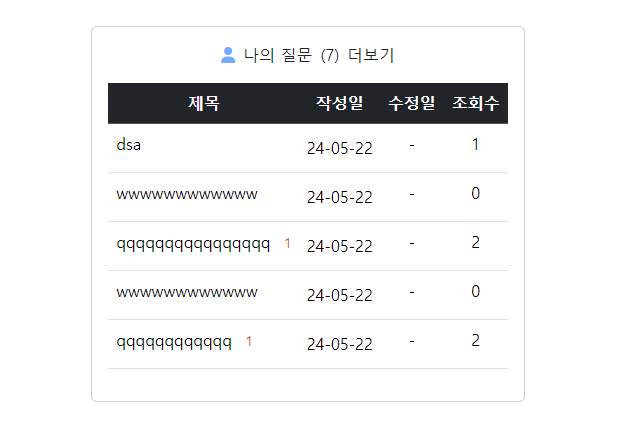 나의 질문 (7) 더보기
제목 작성일 수정일 조회수
dsa 24-05-22 - 1
wwwwwwwwwwww 24-05-22 - 0
qqqqqqqqqqqqqqqq 1 24-05-22 - 2
wwwwwwwwwwww 24-05-22 - 0
qqqqqqqqqqqq 1 24-05-22 - 2